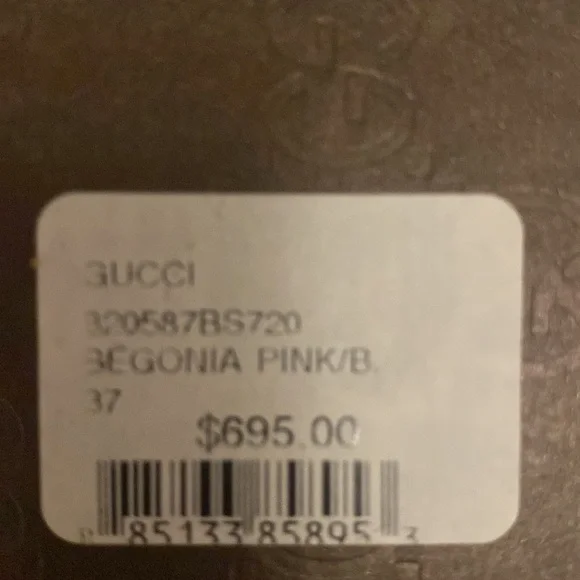 GUCCI
320587BS720
BEGONIA PINK/B.
37
$695.00
85133 85895 3